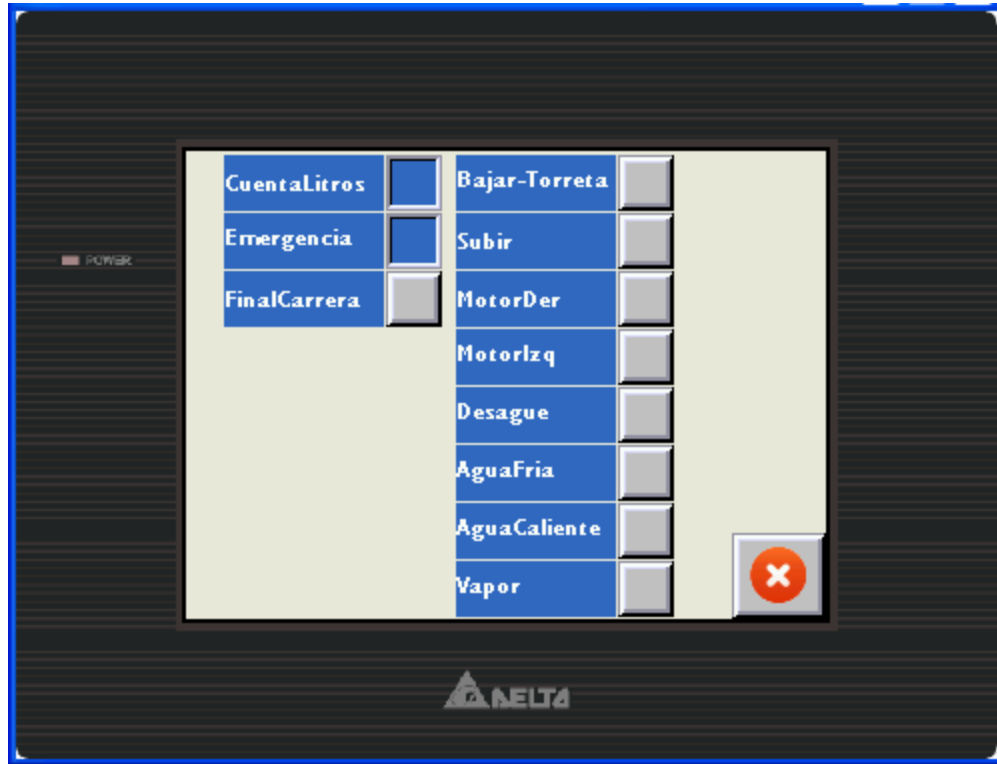 CuentaLitros
Emergencia
FinalCarrera
Bajar-Torreta
Subir
MotorDer
MotorIzq
Desague
AguaFria
AguaCaliente
Vapor
POWER
DELTA